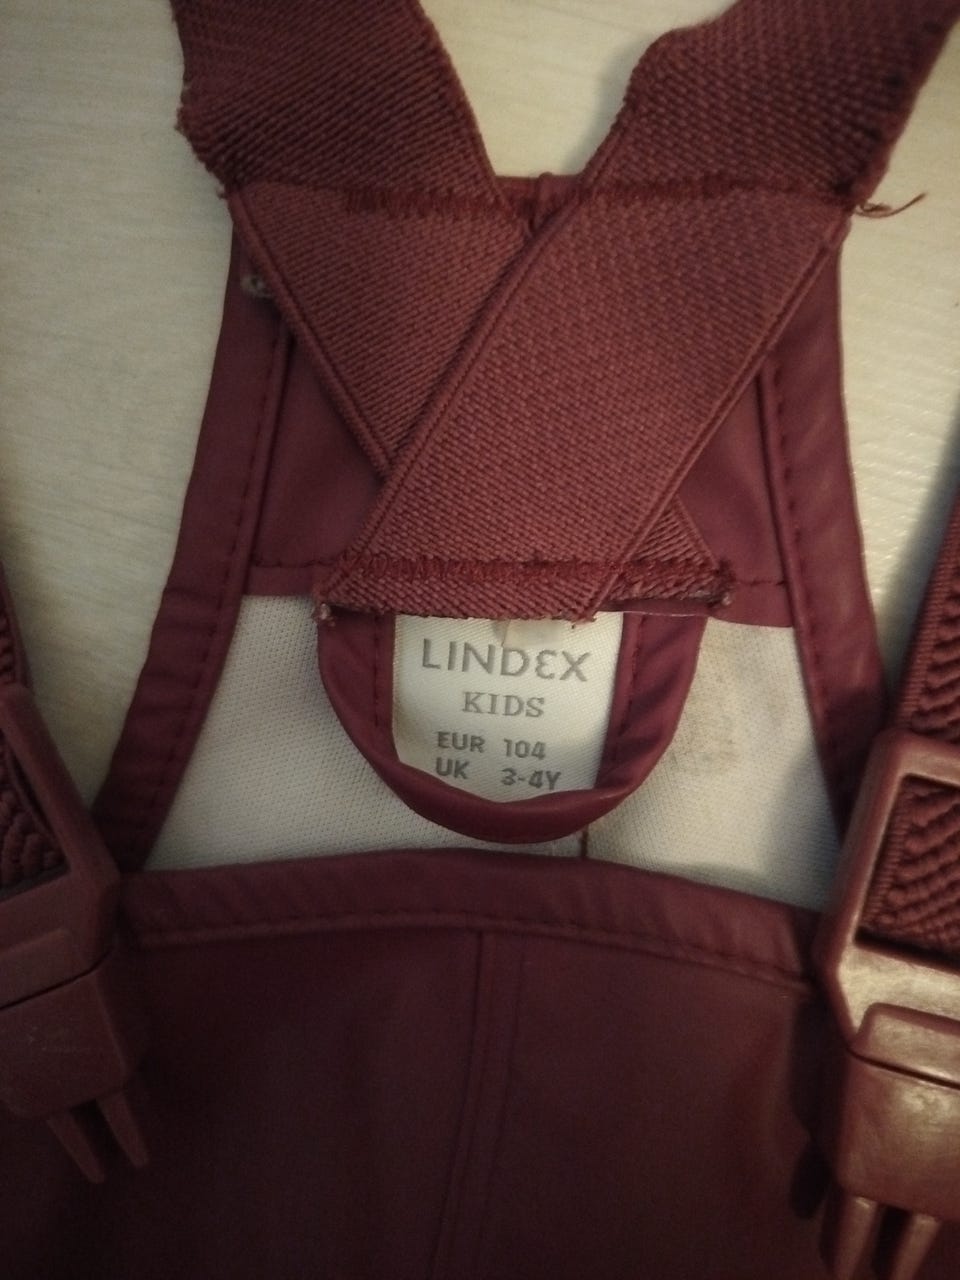 LINDEX
KIDS
EUR 104
UK 3-4Y